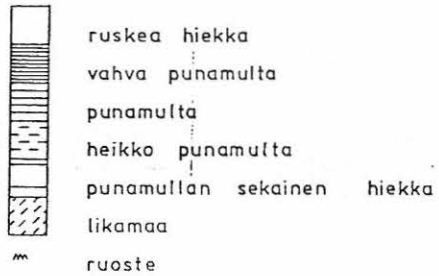 ruskea hiekka
vahva punamulta
punamulta
heikko punamulta
punamullan sekainen hiekka
likamaa
ruoste